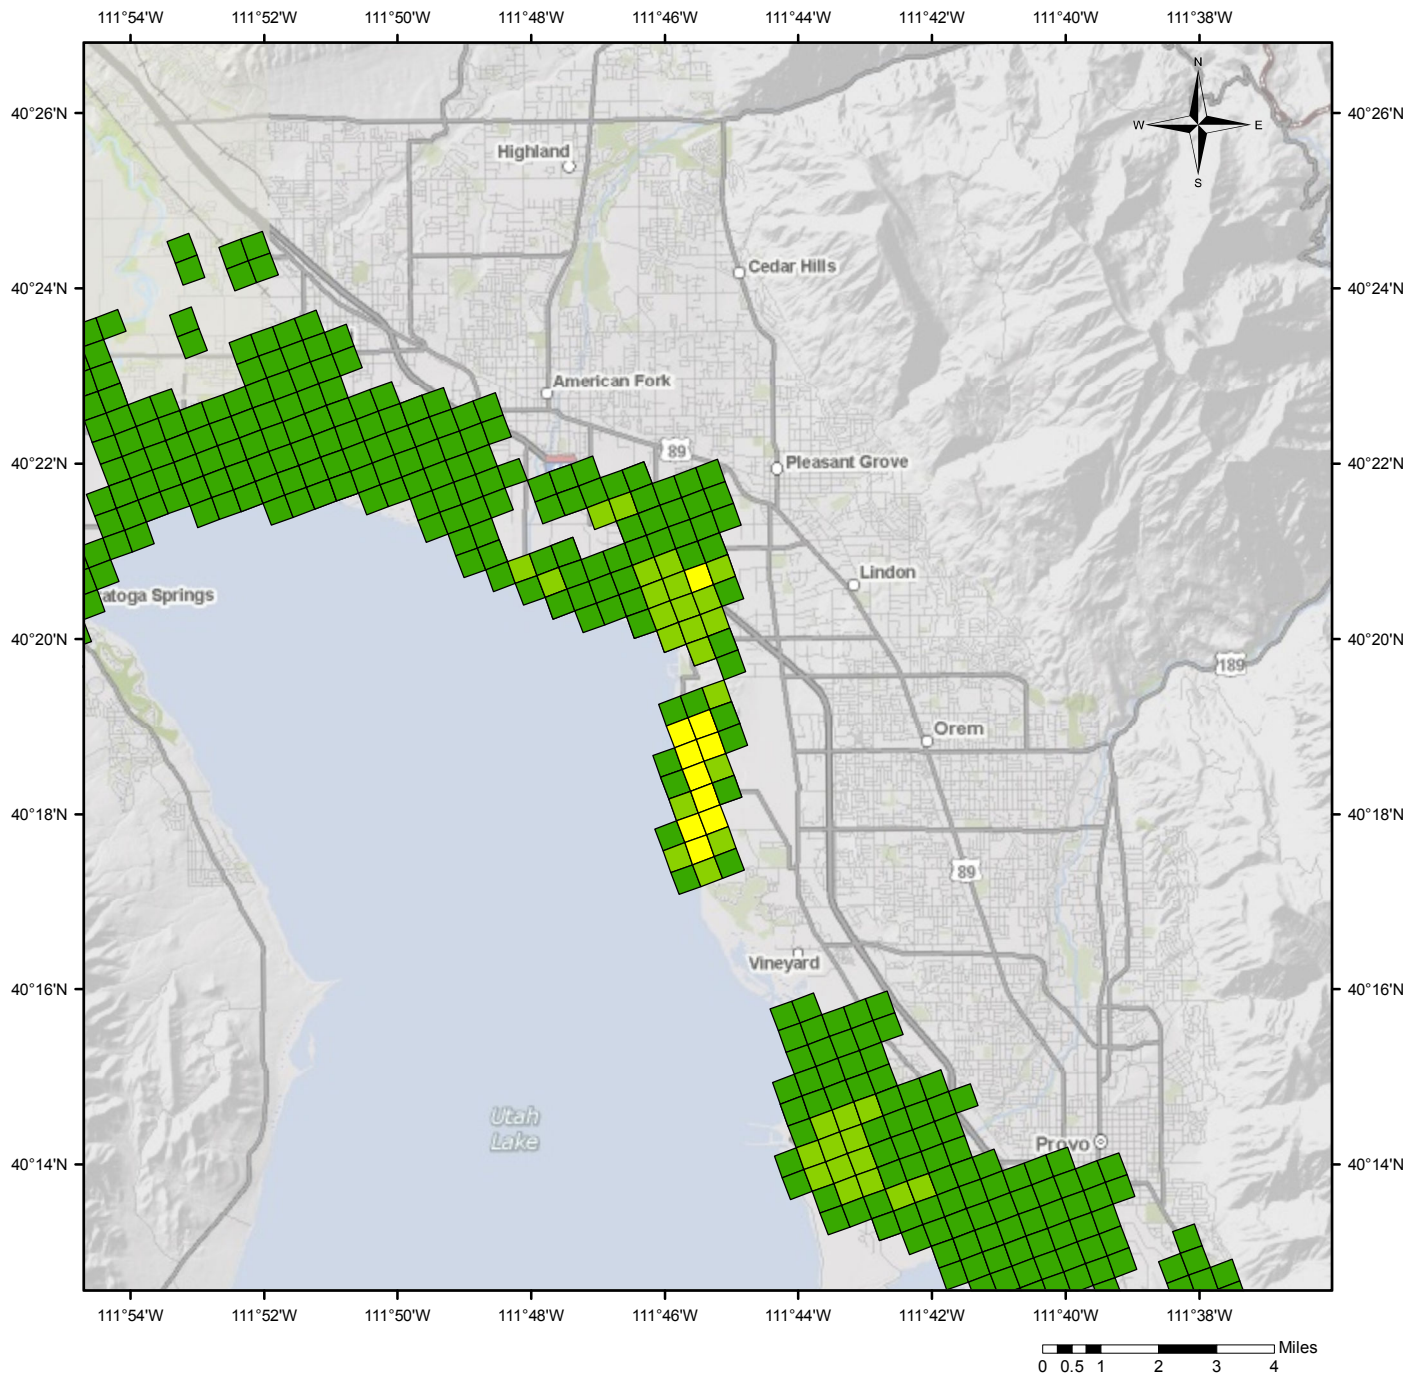 111°54'W 111°52'W 111°50'W 111°48'W 111°46'W 111°44'W 111°42'W 111°40'W 111°38'W
N
W E
S
40°26'N 40°26'N
Highland
Cedar Hills
40°24'N 40°24'N
American Fork
89
Pleasant Grove
40°22'N 40°22'N
Lindon
atoga Springs
40°20'N 40°20'N
189
Orem
40°18'N 40°18'N
89
Vineyard
40°16'N 40°16'N
Utah
Lake
Provo
40°14'N 40°14'N
111°54'W 111°52'W 111°50'W 111°48'W 111°46'W 111°44'W 111°42'W 111°40'W 111°38'W
Miles
0 0.5 1 2 3 4